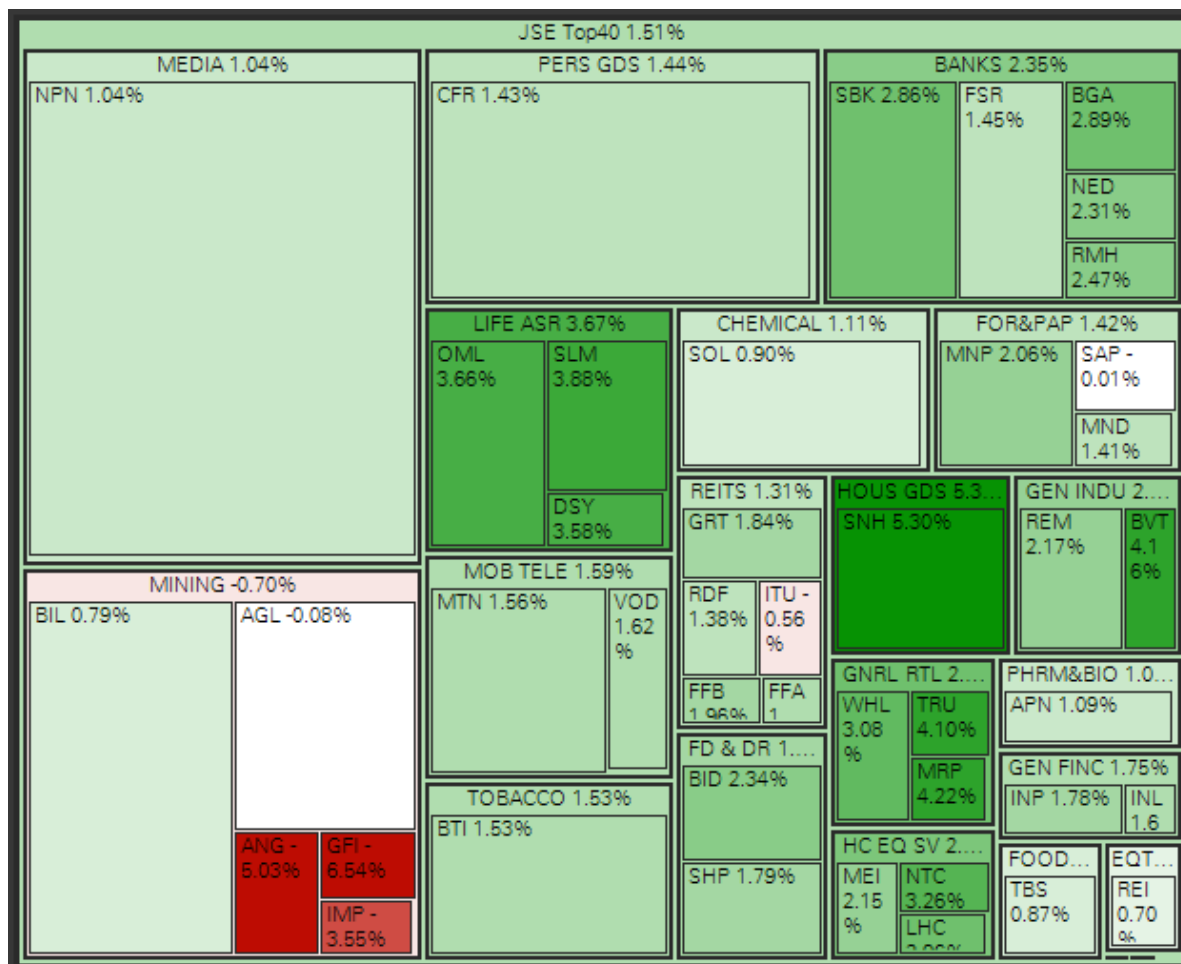 JSE Top40 1.51%
MEDIA 1.04%
NPN 1.04%
PERS GDS 1.44%
CFR 1.43%
BANKS 2.35%
SBK 2.86%
FSR
1.45%
BGA
2.89%
NED
2.31%
RMH
2.47%
LIFE ASR 3.67%
OML
3.66%
SLM
3.88%
DSY
3.58%
CHEMICAL 1.11%
SOL 0.90%
FOR&PAP 1.42%
MNP 2.06%
SAP -
0.01%
MND
1.41%
MINING -0.70%
BIL 0.79%
AGL -0.08%
ANG -
5.03%
GFI -
6.54%
IMP -
3.55%
MOB TELE 1.59%
MTN 1.56%
VOD
1.62
%
TOBACCO 1.53%
BTI 1.53%
REITS 1.31%
GRT 1.84%
RDF
1.38%
ITU -
0.56
%
FFB
1.96%
FFA
1
FD & DR 1....
BID 2.34%
SHP 1.79%
HOUS GDS 5.3...
SNH 5.30%
GEN INDU 2....
REM
2.17%
BVT
4.1
6%
GNRL RTL 2....
WHL
3.08
%
TRU
4.10%
MRP
4.22%
PHRM&BIO 1.0...
APN 1.09%
GEN FINC 1.75%
INP 1.78%
INL
1.6
HC EQ SV 2....
MEI
2.15
%
NTC
3.26%
LHC
FOOD...
TBS
0.87%
EQT...
REI
0.70
%